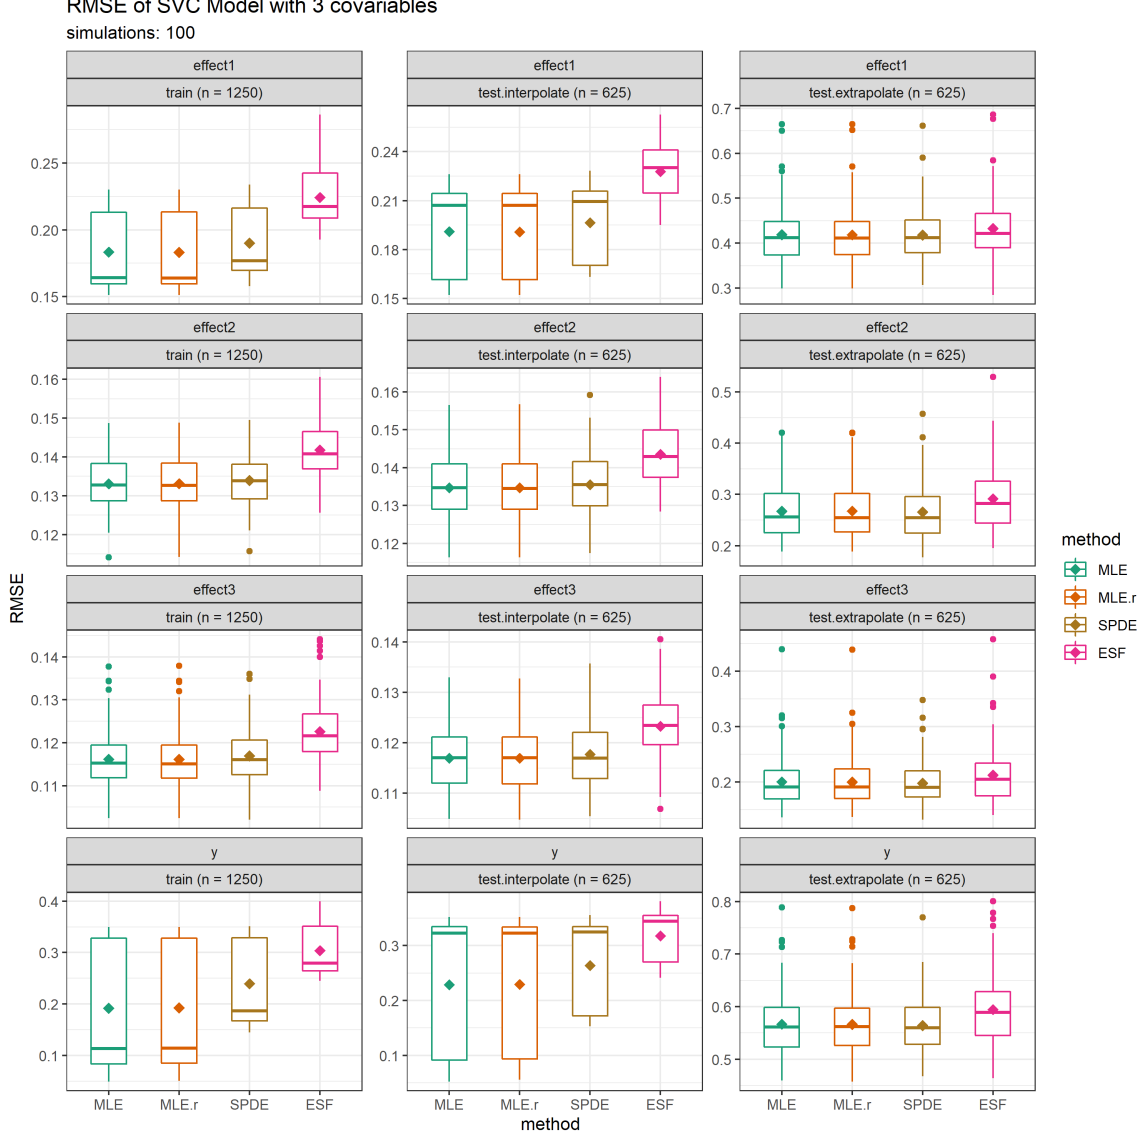 RMSE of SVC Model with 3 covariables
simulations: 100
effect1 effect1 effect1
train (n = 1250) test.interpolate (n = 625) test.extrapolate (n = 625)
0.25 0.24 0.7
0.20 0.21 0.6
0.15 0.18 0.5
0.15 0.4
0.3
effect2 effect2 effect2
train (n = 1250) test.interpolate (n = 625) test.extrapolate (n = 625)
0.16 0.16 0.5
0.15 0.15 0.4
0.14 0.14 0.3
0.13 0.13 0.2
0.12 0.12
effect3 effect3 effect3
train (n = 1250) test.interpolate (n = 625) test.extrapolate (n = 625)
0.14 0.14 0.4
0.13 0.13 0.3
0.12 0.12 0.2
0.11 0.11
y y y
train (n = 1250) test.interpolate (n = 625) test.extrapolate (n = 625)
0.4 0.3 0.8
0.3 0.2 0.7
0.2 0.1 0.6
0.1 0.5
MLE MLE.r SPDE ESF MLE MLE.r SPDE ESF MLE MLE.r SPDE ESF
method
RMSE
method
MLE
MLE.r
SPDE
ESF